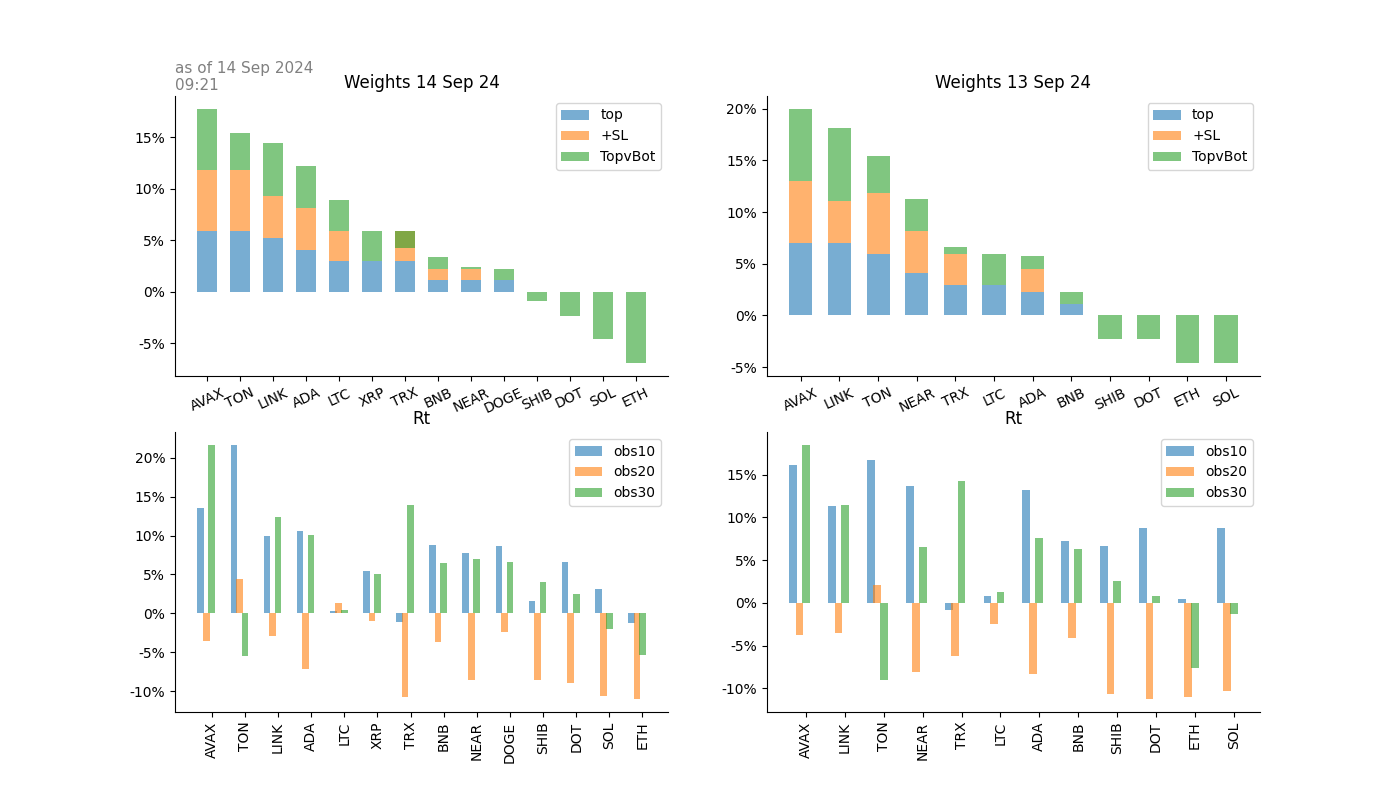 as of 14 Sep 2024
09:21
Weights 14 Sep 24
top
+SL
TopvBot
15%
10%
5%
0%
-5%
AVAX TON LINK ADA LTC XRP TRX BNB NEAR DOGE SHIB DOT SOL ETH
Weights 13 Sep 24
top
+SL
TopvBot
20%
15%
10%
5%
0%
-5%
AVAX LINK TON NEAR TRX LTC ADA BNB SHIB DOT ETH SOL
Rt
obs10
obs20
obs30
20%
15%
10%
5%
0%
-5%
-10%
AVAX TON LINK ADA LTC XRP TRX BNB NEAR DOGE SHIB DOT SOL ETH
Rt
obs10
obs20
obs30
15%
10%
5%
0%
-5%
-10%
AVAX LINK TON NEAR TRX LTC ADA BNB SHIB DOT ETH SOL